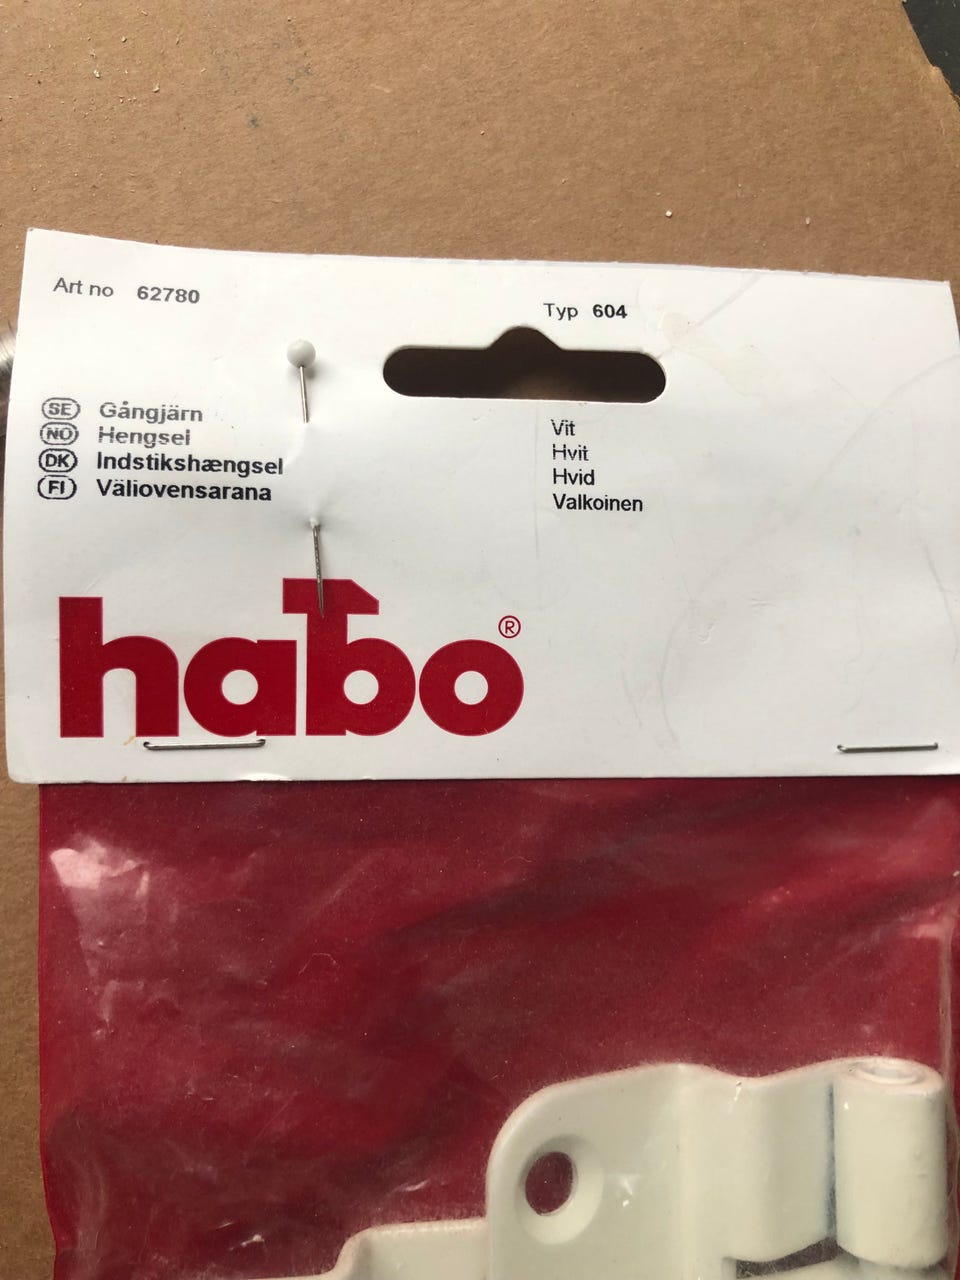 Art no 62780
Typ 604
SE Gångjärn
NO Hengsel
DK Indstikshængsel
FI Väliovensarana
Vit
Hvit
Hvid
Valkoinen
habo®